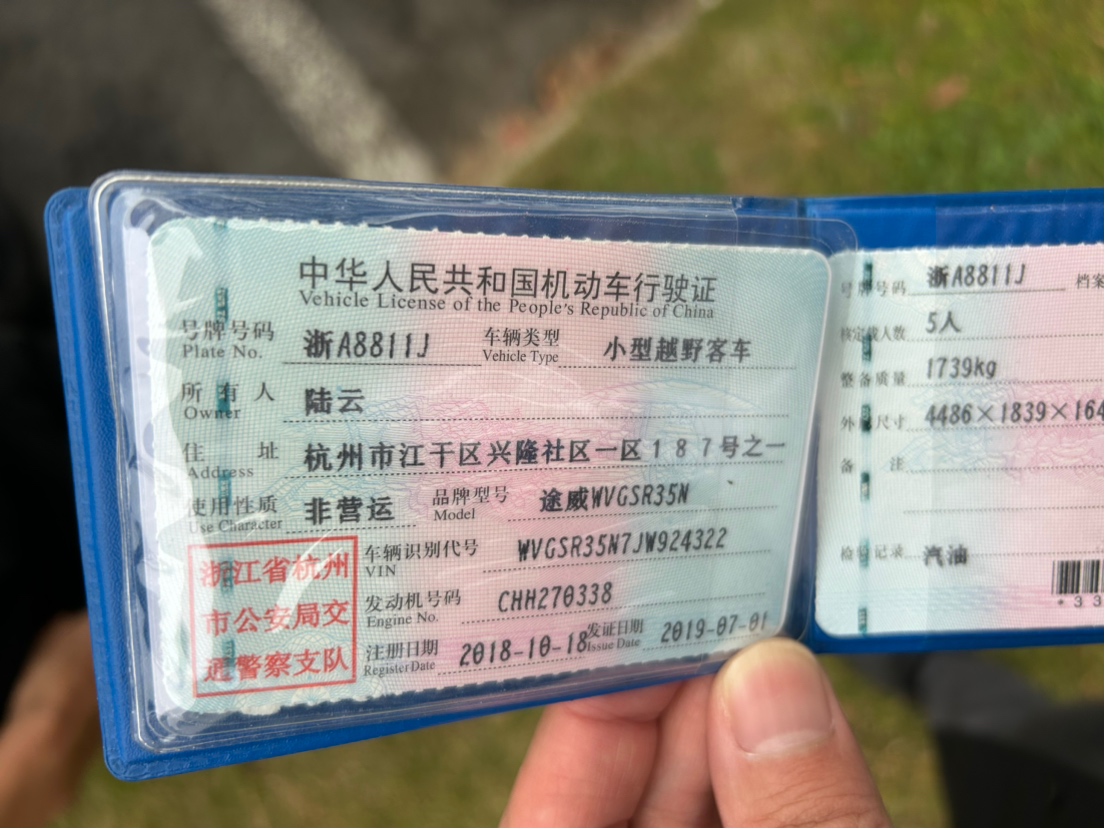 中华人民共和国机动车行驶证
Vehicle License of the People's Republic of China
号牌号码 浙A8811J 车辆类型 小型越野客车
Plate No. Vehicle Type
所有人 陆云
Owner
住址 杭州市江干区兴隆社区一区187号之一
Address
使用性质 非营运 品牌型号 途威WVGSR35N
Use Character Model
浙江省杭州
市公安局交
通警察支队
车辆识别代号 WVGSR35N7JW924322
VIN
发动机号码 CHH270338
Engine No.
注册日期 2018-10-18 发证日期 2019-07-01
Register Date Issue Date
号牌号码 浙A8811J 档案
核定载人数 5人
整备质量 1739kg
外廓尺寸 4486×1839×164
备注
检验记录 汽油
*33